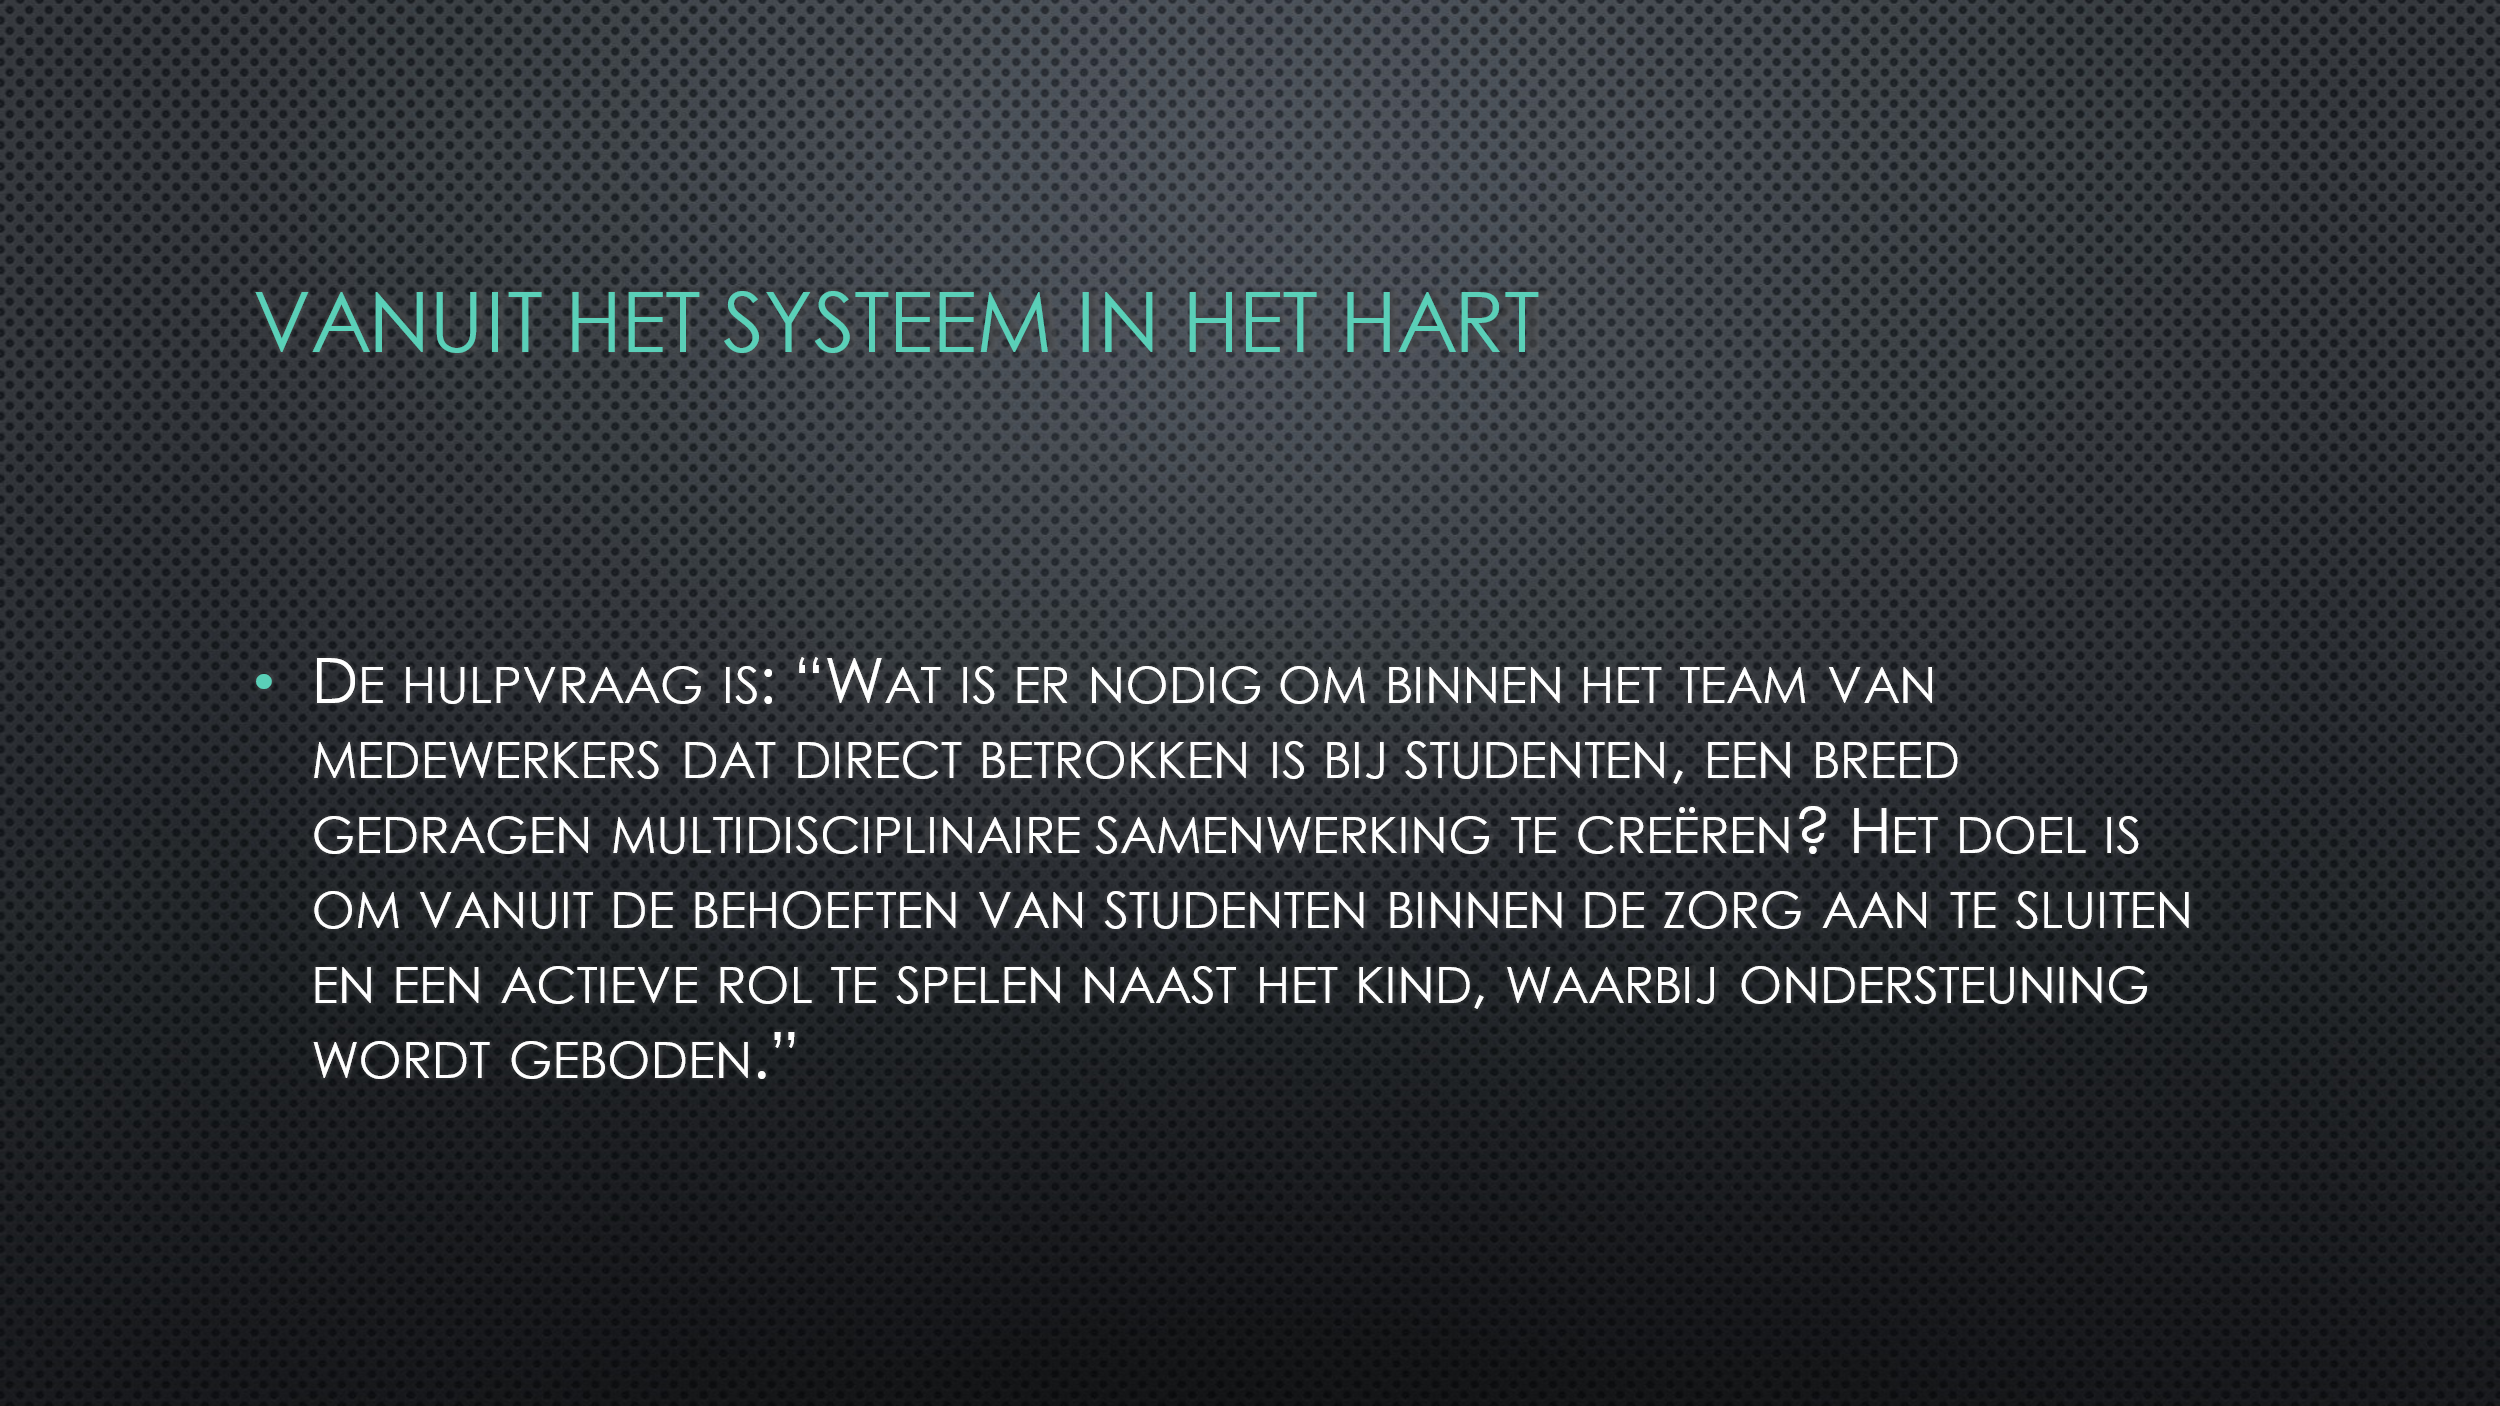 VANUIT HET SYSTEEM IN HET HART
• De hulpvraag is: “Wat is er nodig om binnen het team van
medewerkers dat direct betrokken is bij studenten, een breed
gedragen multidisciplinaire samenwerking te creëren? Het doel is
om vanuit de behoeften van studenten binnen de zorg aan te sluiten
en een actieve rol te spelen naast het kind, waarbij ondersteuning
wordt geboden.”